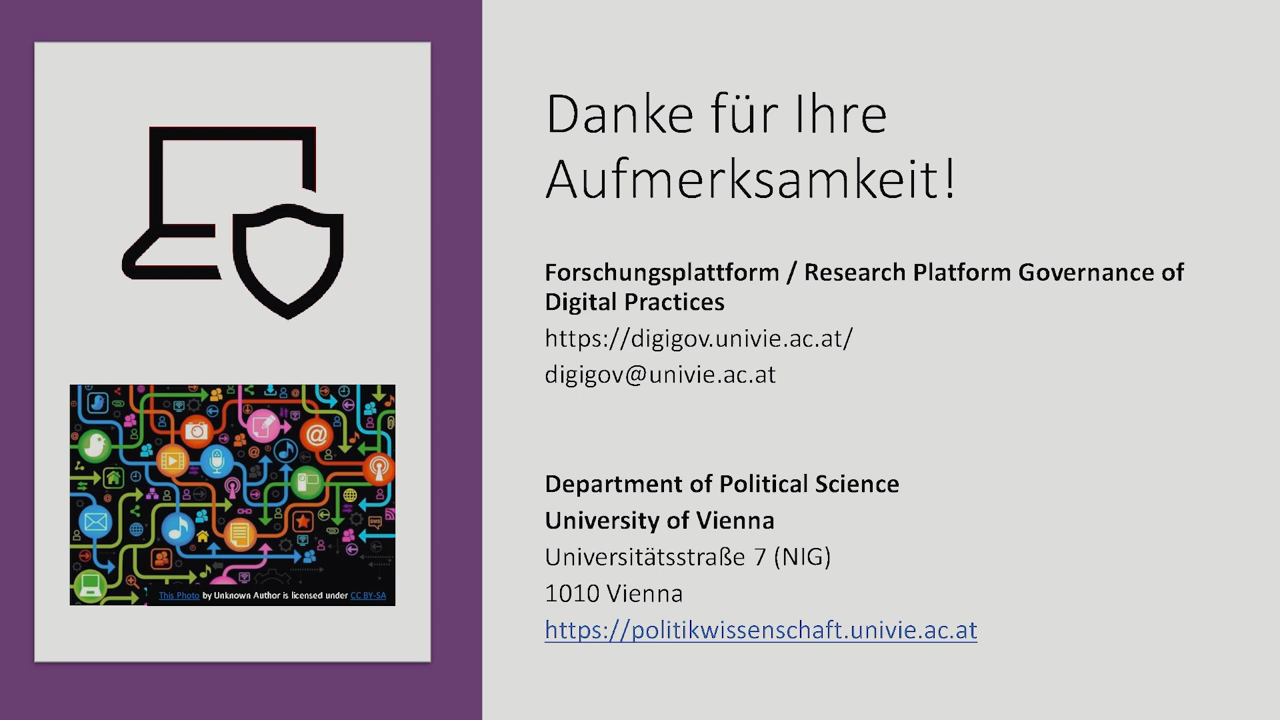 Danke für Ihre
Aufmerksamkeit!
Forschungsplattform / Research Platform Governance of
Digital Practices
https://digigov.univie.ac.at/
digigov@univie.ac.at
Department of Political Science
University of Vienna
Universitätsstraße 7 (NIG)
1010 Vienna
https://politikwissenschaft.univie.ac.at
@
This Photo by Unknown Author is licensed under CC BY-SA